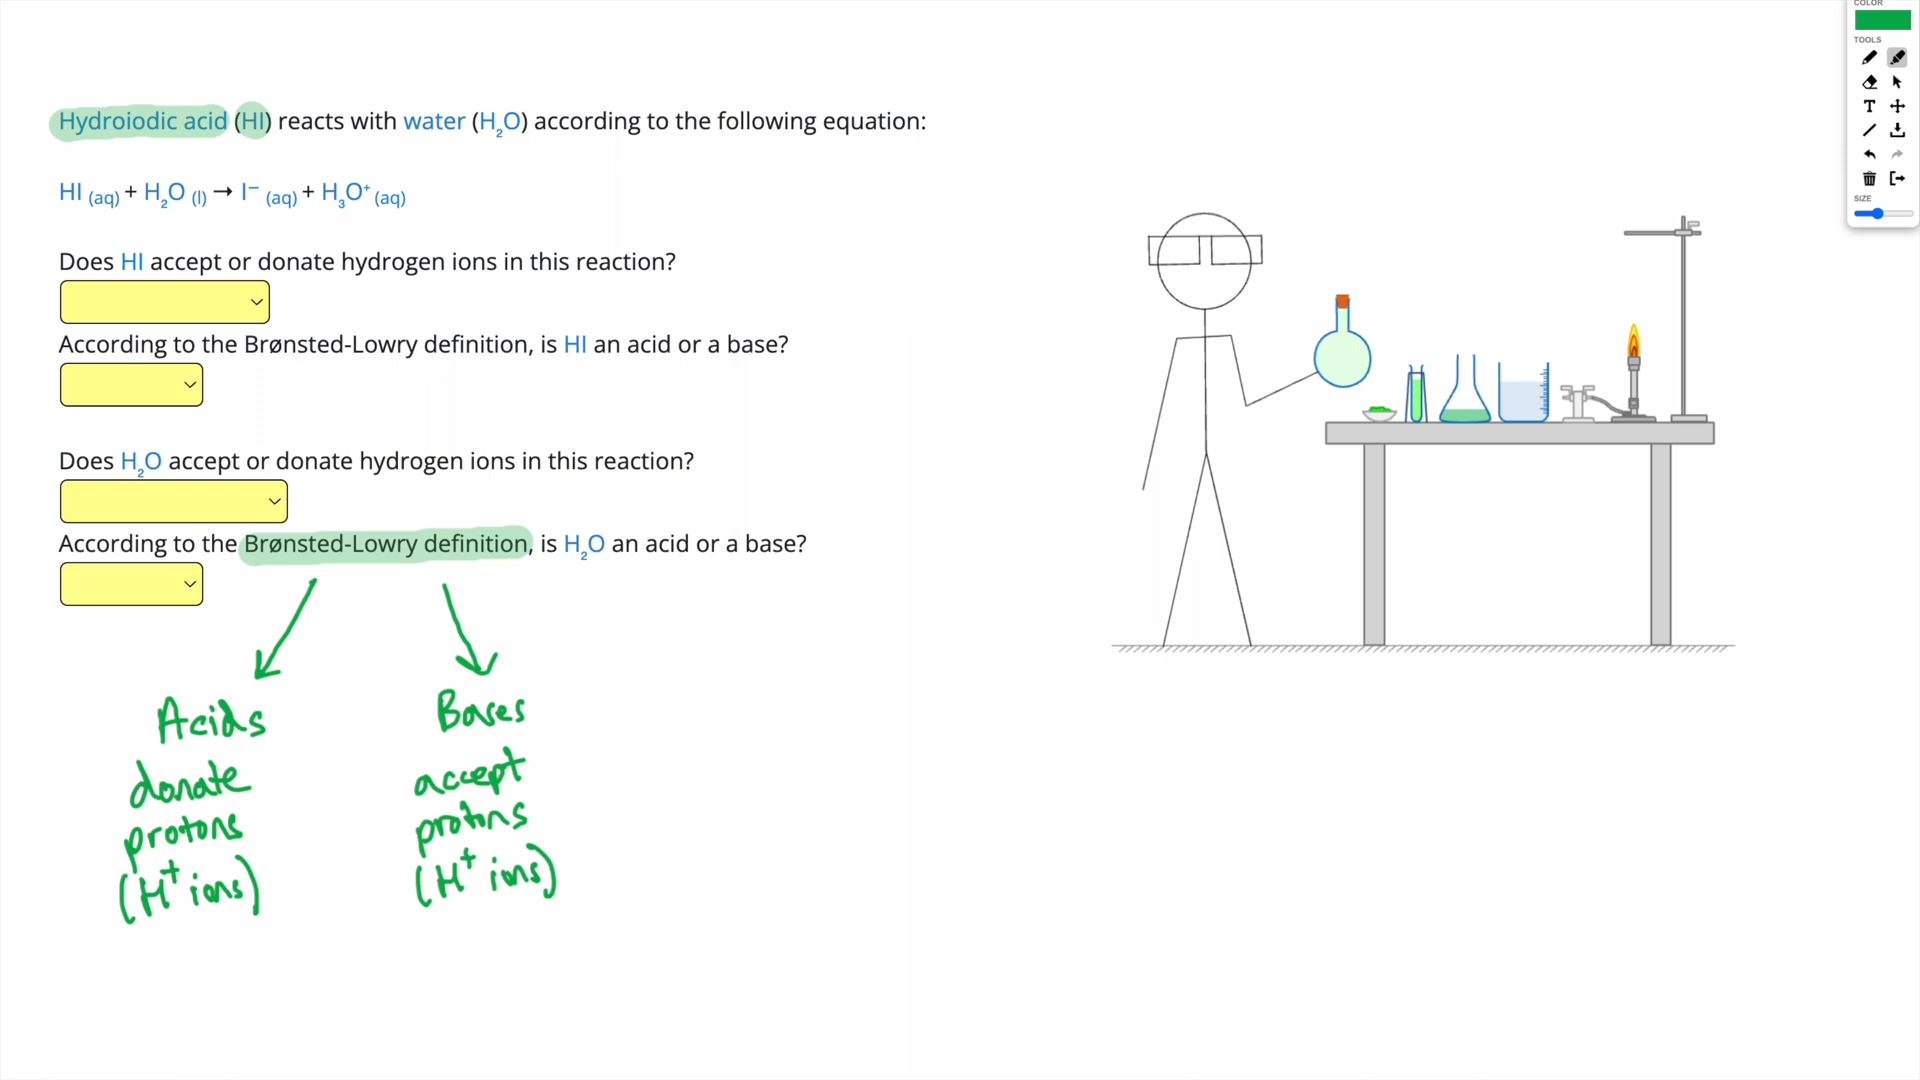 Hydroiodic acid (HI) reacts with water (H₂O) according to the following equation:
HI (aq) + H₂O (l) → I⁻ (aq) + H₃O⁺ (aq)
Does HI accept or donate hydrogen ions in this reaction?
According to the Brønsted-Lowry definition, is HI an acid or a base?
Does H₂O accept or donate hydrogen ions in this reaction?
According to the Brønsted-Lowry definition, is H₂O an acid or a base?
Acids
donate
protons
(H⁺ ions)
Bases
accept
protons
(H⁺ ions)
COLOR
TOOLS
T
SIZE